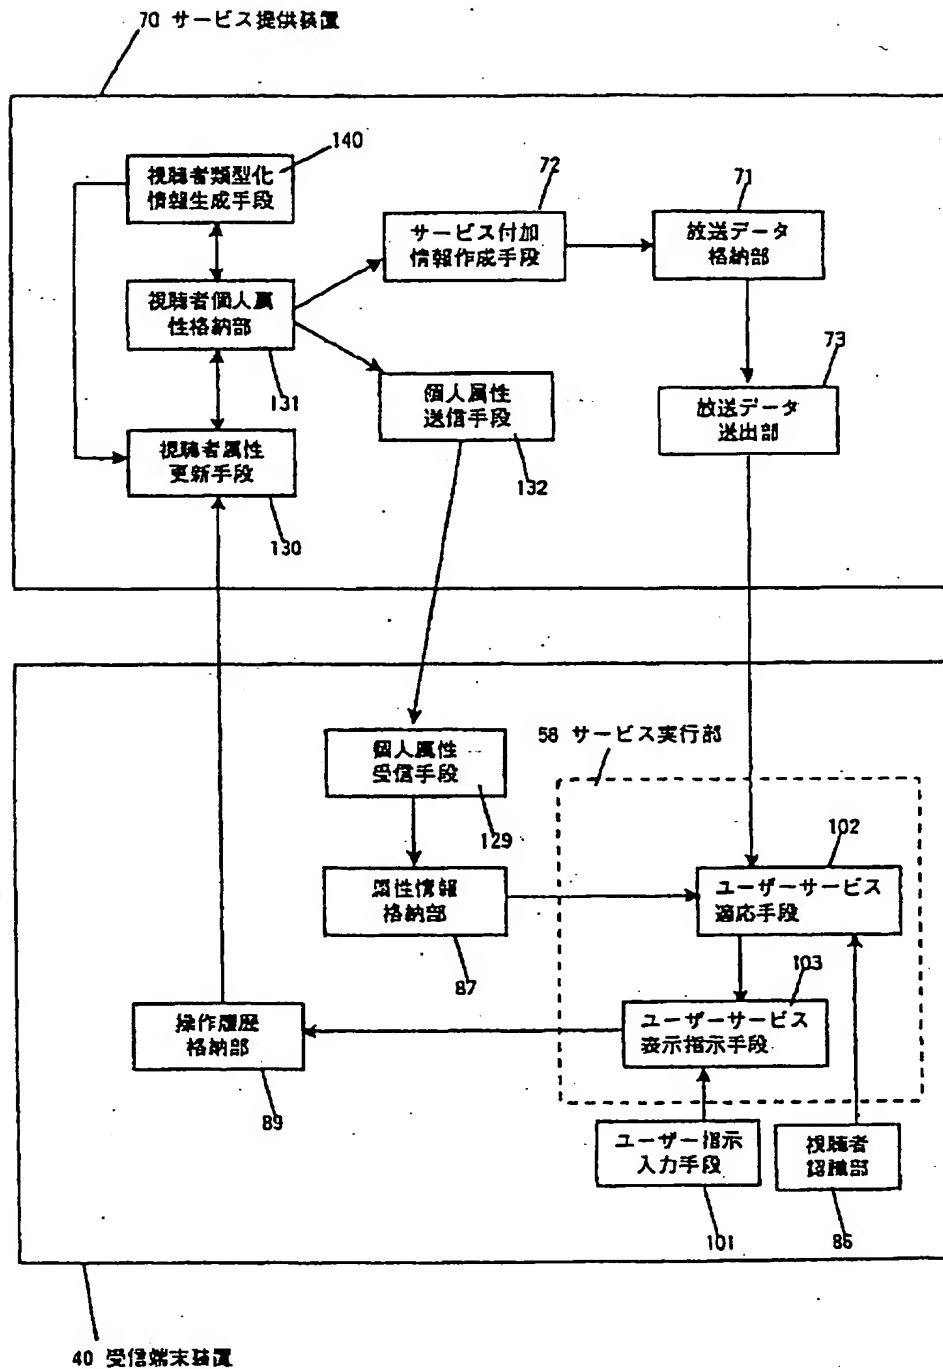 70 サービス提供装置
140
視聴者類型化
情報生成手段
72
サービス付加
情報作成手段
71
放送データ
格納部
視聴者個人属
性格納部
131
個人属性
送信手段
132
73
放送データ
送出部
視聴者属性
更新手段
130
個人属性
受信手段
129
58 サービス実行部
102
ユーザーサービス
適応手段
属性情報
格納部
87
103
ユーザーサービス
表示指示手段
操作履歴
格納部
89
ユーザー指示
入力手段
101
視聴者
認識部
86
40 受信端末装置